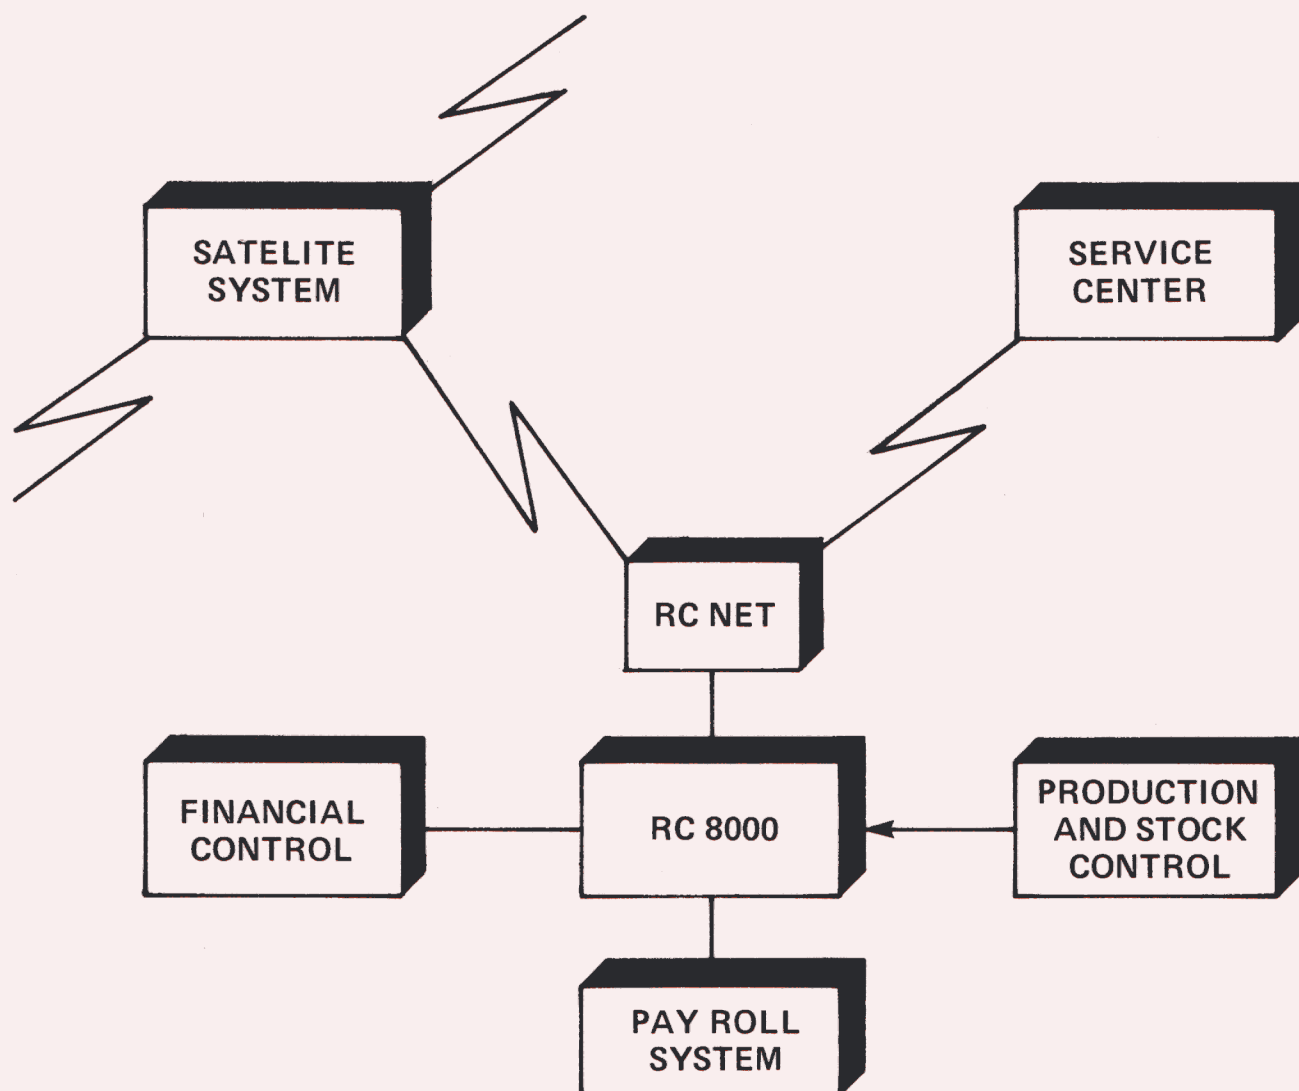 SATELITE
SYSTEM
SERVICE
CENTER
RC NET
FINANCIAL
CONTROL
RC 8000
PRODUCTION
AND STOCK
CONTROL
PAY ROLL
SYSTEM